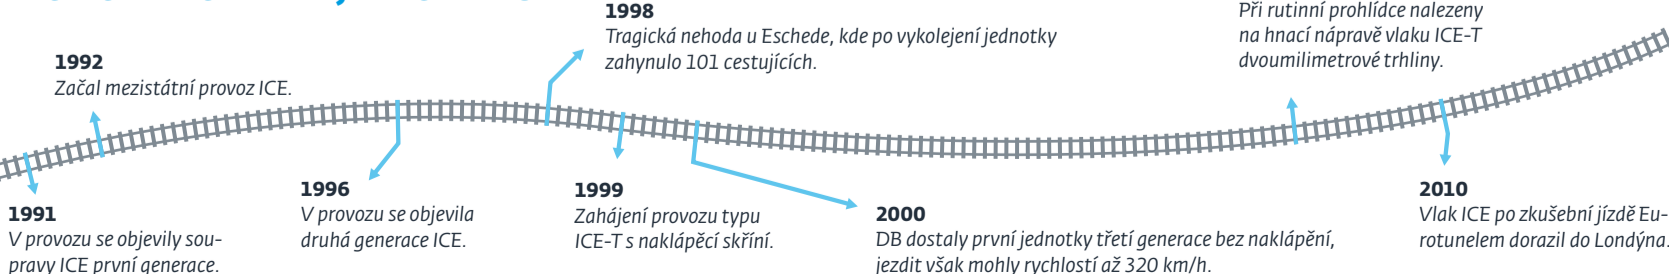 1991
V provozu se objevily sou-
pravy ICE první generace.
1992
Začal mezistátní provoz ICE.
1996
V provozu se objevila
druhá generace ICE.
1998
Tragická nehoda u Eschede, kde po vykolejení jednotky
zahynulo 101 cestujících.
1999
Zahájení provozu typu
ICE-T s naklápěcí skříní.
2000
DB dostaly první jednotky třetí generace bez naklápění,
jezdit však mohly rychlostí až 320 km/h.
Při rutinní prohlídce nalezeny
na hnací nápravě vlaku ICE-T
dvoumilimetrové trhliny.
2010
Vlak ICE po zkušební jízdě Eu-
rotunelem dorazil do Londýna.